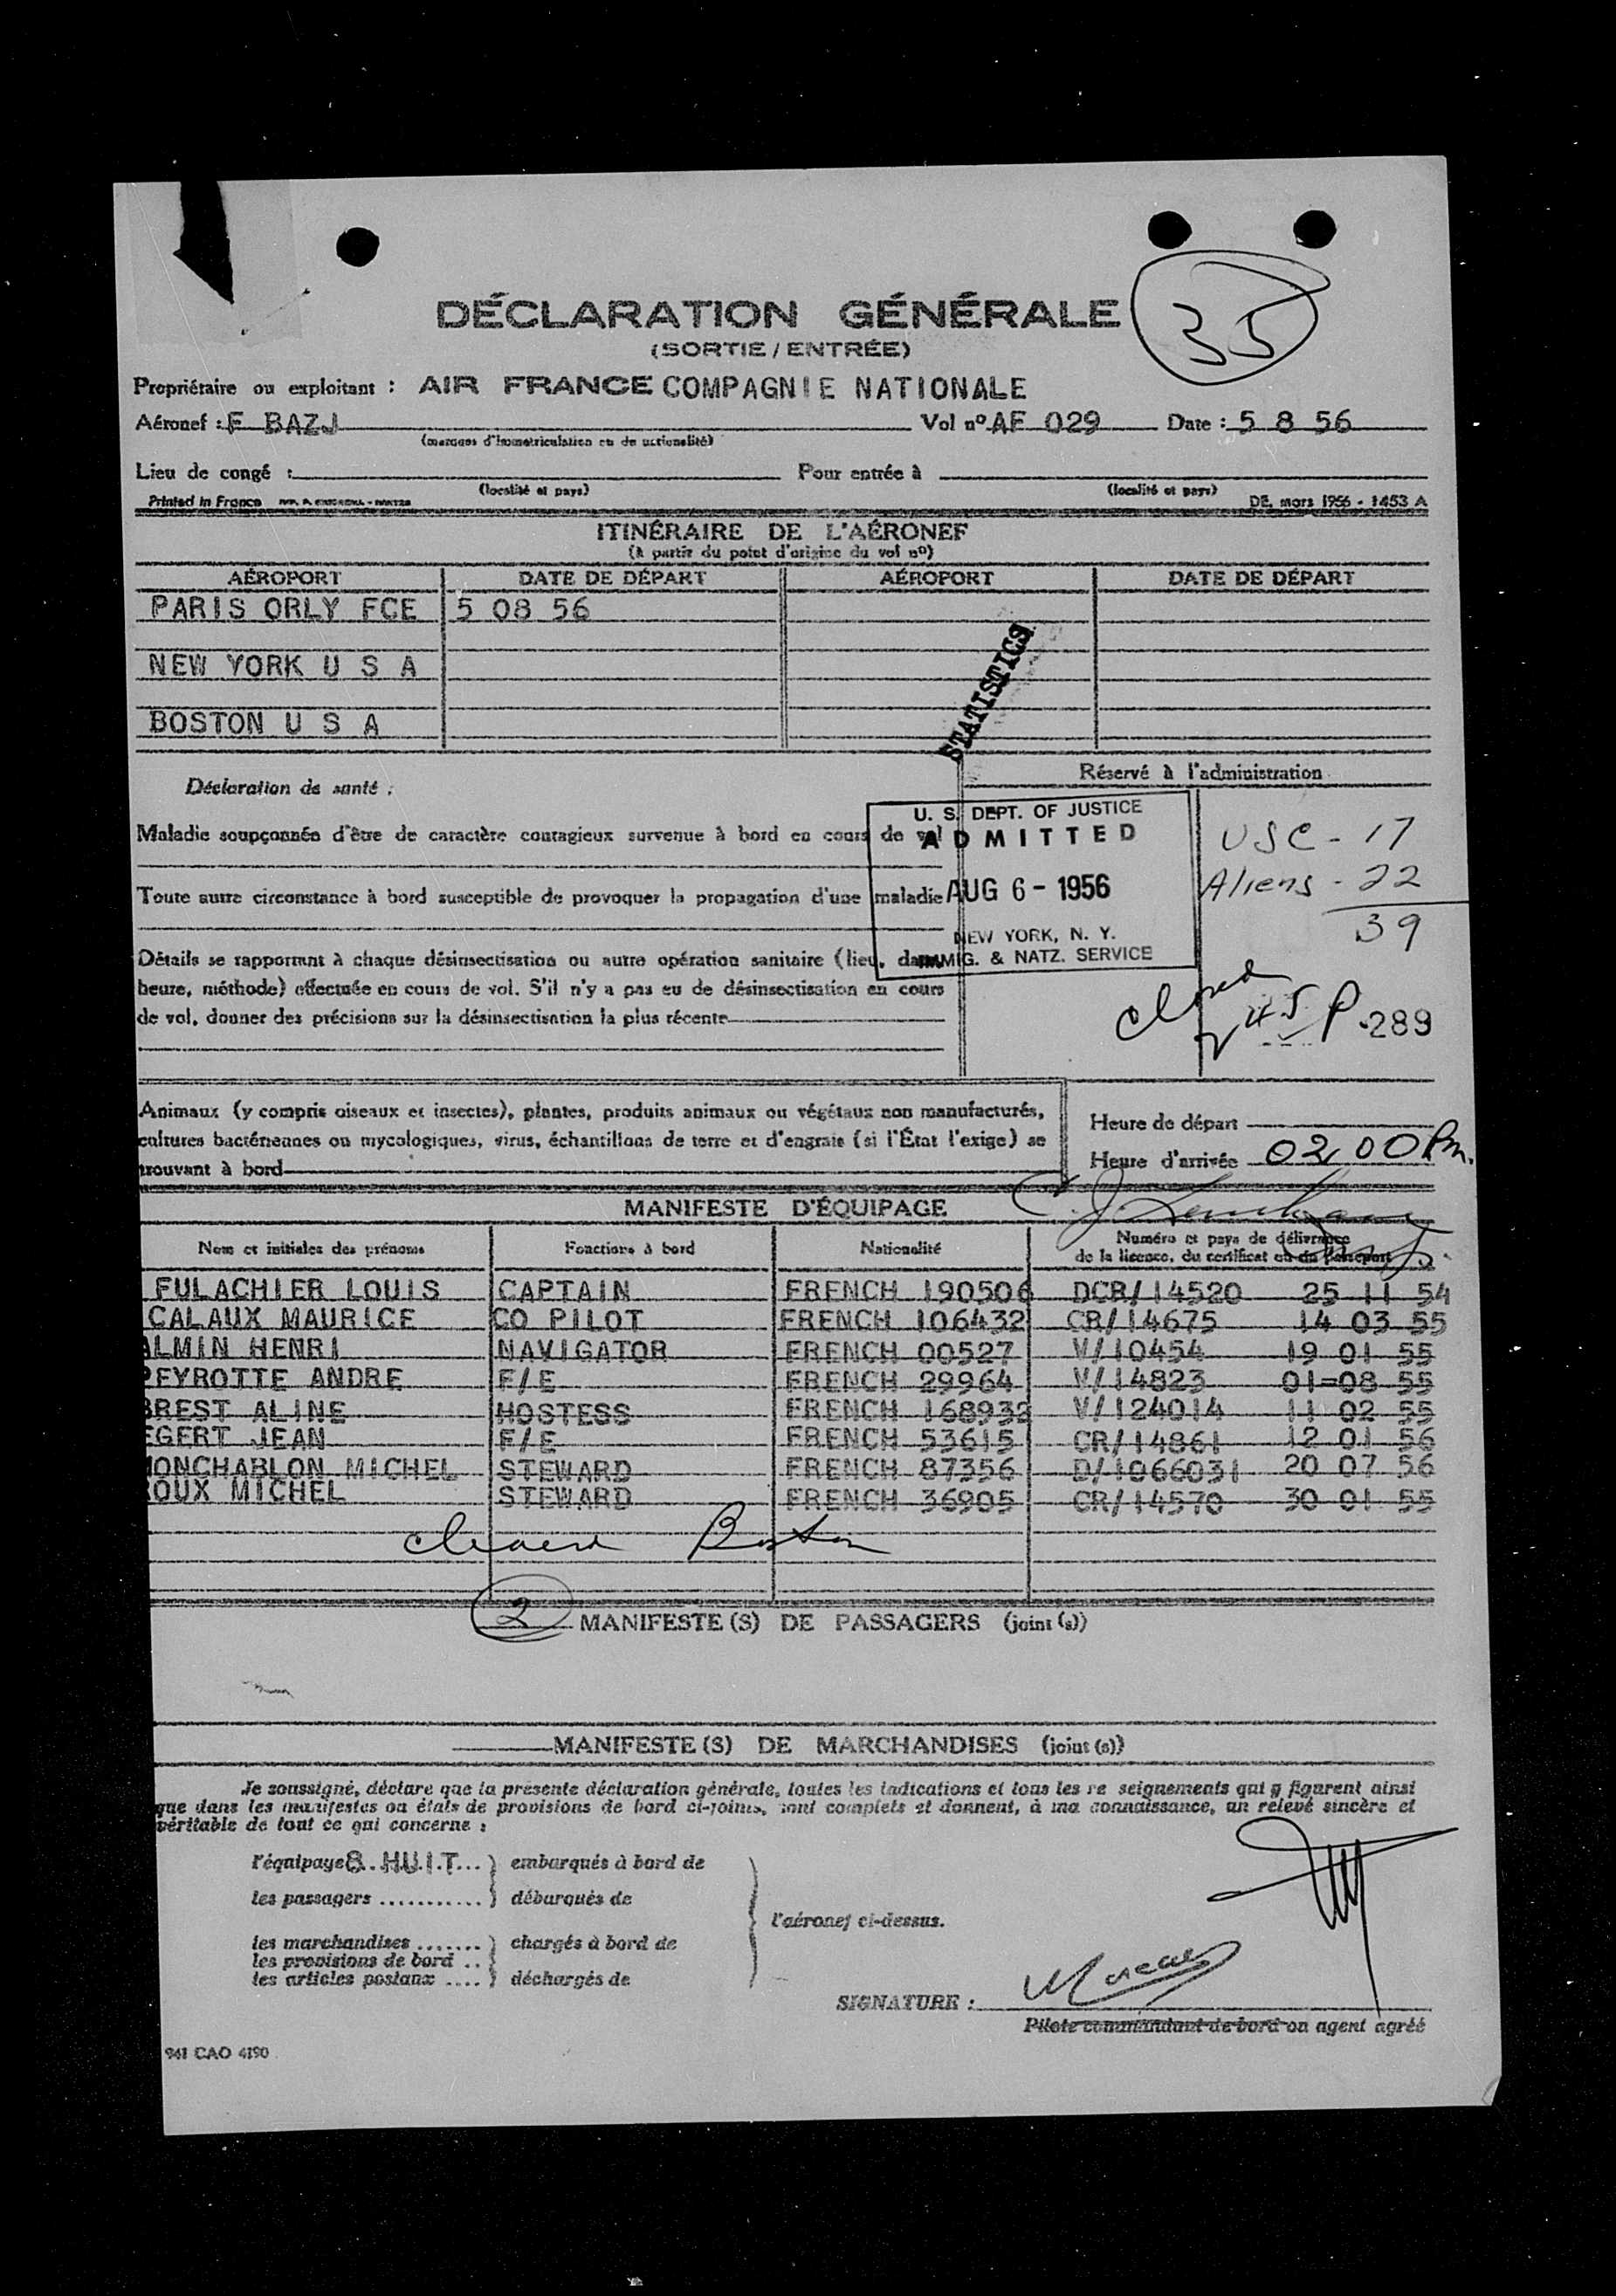 35
DÉCLARATION GÉNÉRALE
(SORTIE / ENTRÉE)
Propriétaire ou exploitant : AIR FRANCE COMPAGNIE NATIONALE
Aéronef : F BAZJ Vol nº AF 029 Date : 5 8 56
(marques d'immatriculation et de nationalité)
Lieu de congé : Pour entrée à
(localité et pays) (localité et pays)
Printed in France DE. mars 1956 - 1453 A
ITINÉRAIRE DE L'AÉRONEF
(à partir du point d'origine du vol nº)
AÉROPORT DATE DE DÉPART AÉROPORT DATE DE DÉPART
PARIS ORLY FCE 5 08 56
NEW YORK U S A
BOSTON U S A
STATISTICS
Déclaration de santé :
Réservé à l'administration
Maladie soupçonnée d'être de caractère contagieux survenue à bord en cours de vol
Toute autre circonstance à bord susceptible de provoquer la propagation d'une maladie
Détails se rapportant à chaque désinsectisation ou autre opération sanitaire (lieu, date,
heure, méthode) effectuée en cours de vol. S'il n'y a pas eu de désinsectisation en cours
de vol, donner des précisions sur la désinsectisation la plus récente
U. S. DEPT. OF JUSTICE
ADMITTED
AUG 6 - 1956
NEW YORK, N. Y.
IMMIG. & NATZ. SERVICE
USC - 17
Aliens - 22
39
closed
245 P 289
Animaux (y compris oiseaux et insectes), plantes, produits animaux ou végétaux non manufacturés,
cultures bactériennes ou mycologiques, virus, échantillons de terre et d'engrais (si l'État l'exige) se
trouvant à bord
Heure de départ
Heure d'arrivée 02,00 Pm.
MANIFESTE D'ÉQUIPAGE
Nom et initiales des prénoms Fonctions à bord Nationalité Numéro et pays de délivrance
de la licence, du certificat ou du passeport
FULACHIER LOUIS CAPTAIN FRENCH 190506 DCR/14520 25 11 54
CALAUX MAURICE CO PILOT FRENCH 106432 CR/14675 14 03 55
ALMIN HENRI NAVIGATOR FRENCH 00527 V/10454 19 01 55
PEYROTTE ANDRE F/E FRENCH 29964 V/14823 01-08 55
BREST ALINE HOSTESS FRENCH 168932 V/124014 11 02 55
EGERT JEAN F/E FRENCH 53615 CR/14861 12 01 56
MONCHABLON MICHEL STEWARD FRENCH 87356 D/1066031 20 07 56
ROUX MICHEL STEWARD FRENCH 36905 CR/14570 30 01 55
Boston
2 MANIFESTE(S) DE PASSAGERS (joint(s))
MANIFESTE(S) DE MARCHANDISES (joint(s))
Je soussigné, déclare que la présente déclaration générale, toutes les indications et tous les re seignements qui y figurent ainsi
que dans les manifestes ou états de provisions de bord ci-joints, sont complets et donnent, à ma connaissance, un relevé sincère et
véritable de tout ce qui concerne :
l'équipage 8. HUIT... ) embarqués à bord de
les passagers ............ ) débarqués de
l'aéronef ci-dessus.
les marchandises ....... ) chargés à bord de
les provisions de bord ..
les articles postaux .... ) déchargés de
SIGNATURE :
Pilote commandant de bord ou agent agréé
941 CAO 4190